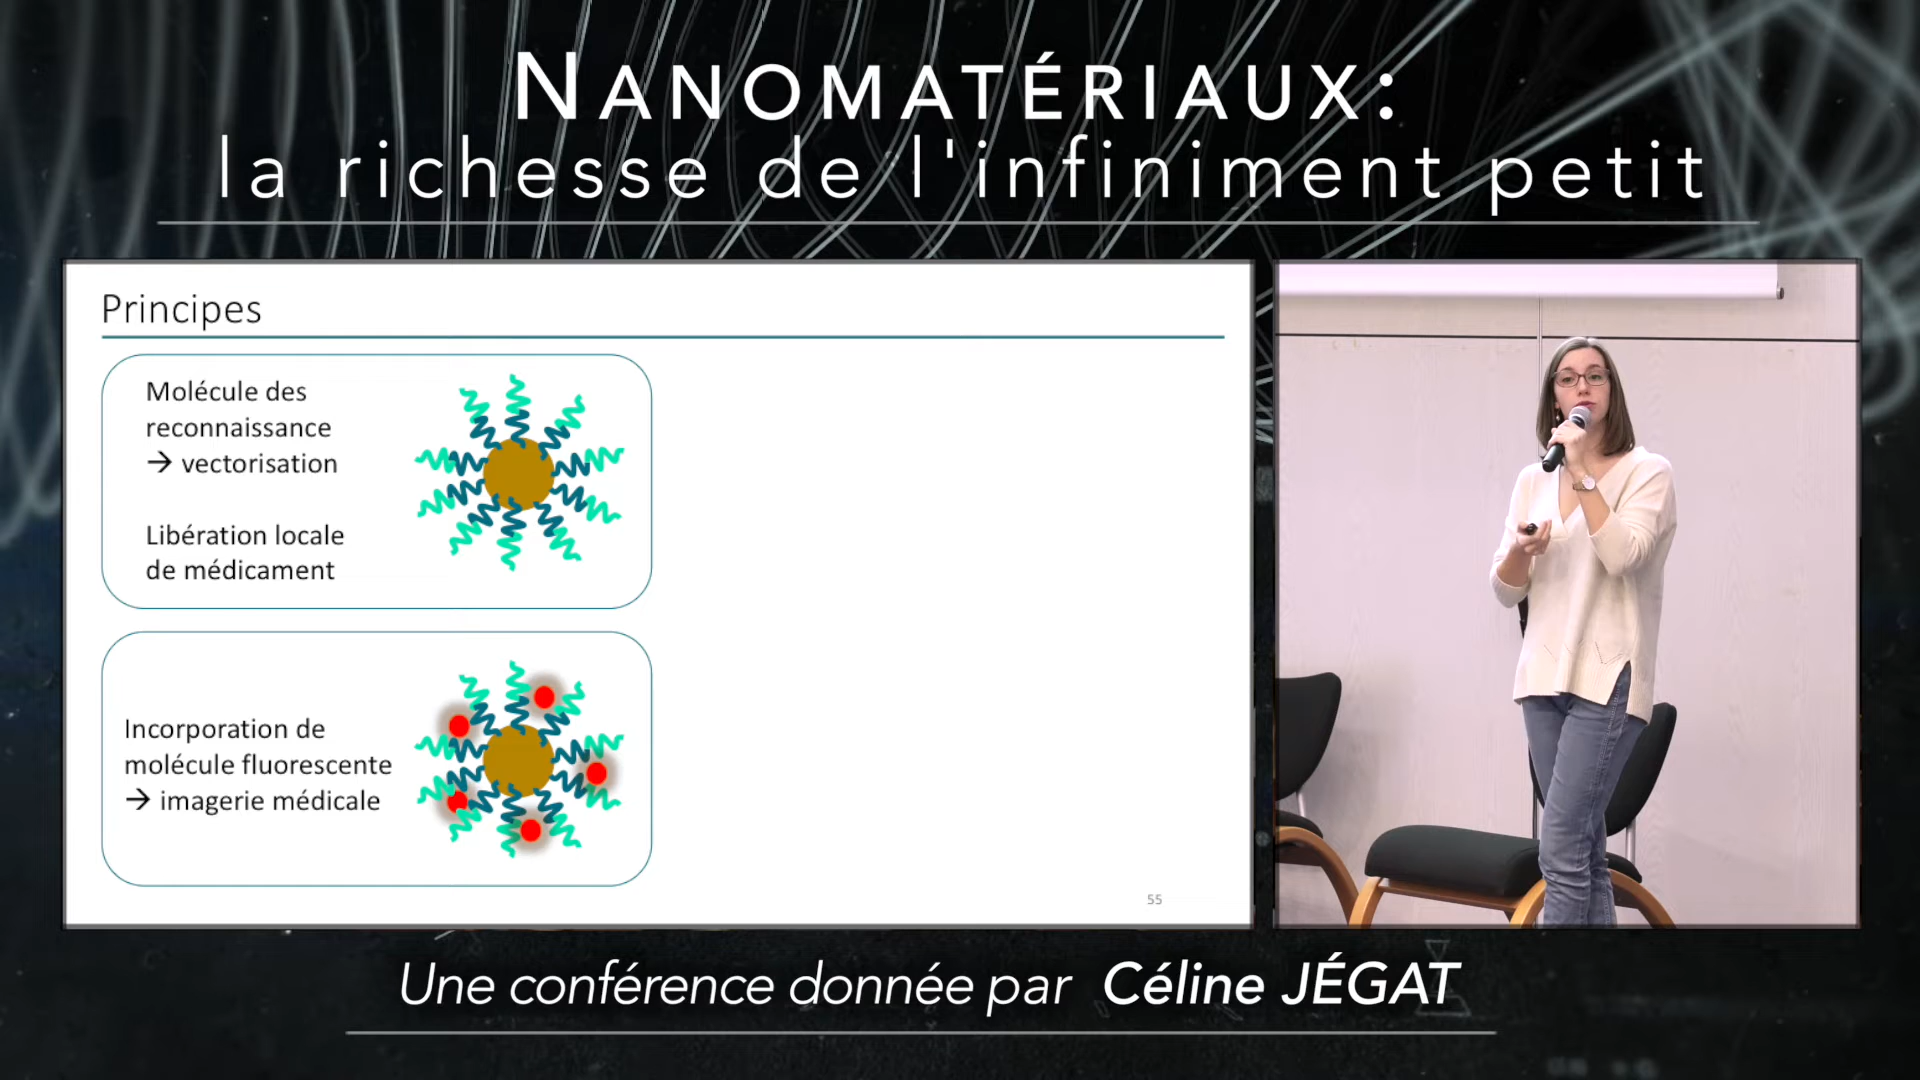 NANOMATÉRIAUX:
la richesse de l'infiniment petit
Principes
Molécule des
reconnaissance
→ vectorisation
Libération locale
de médicament
Incorporation de
molécule fluorescente
→ imagerie médicale
55
Une conférence donnée par Céline JÉGAT